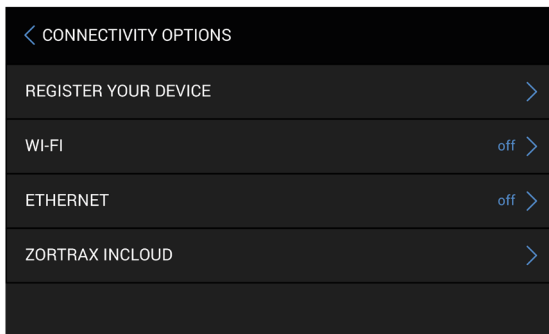 CONNECTIVITY OPTIONS
REGISTER YOUR DEVICE
WI-FI off
ETHERNET off
ZORTRAX INCLOUD